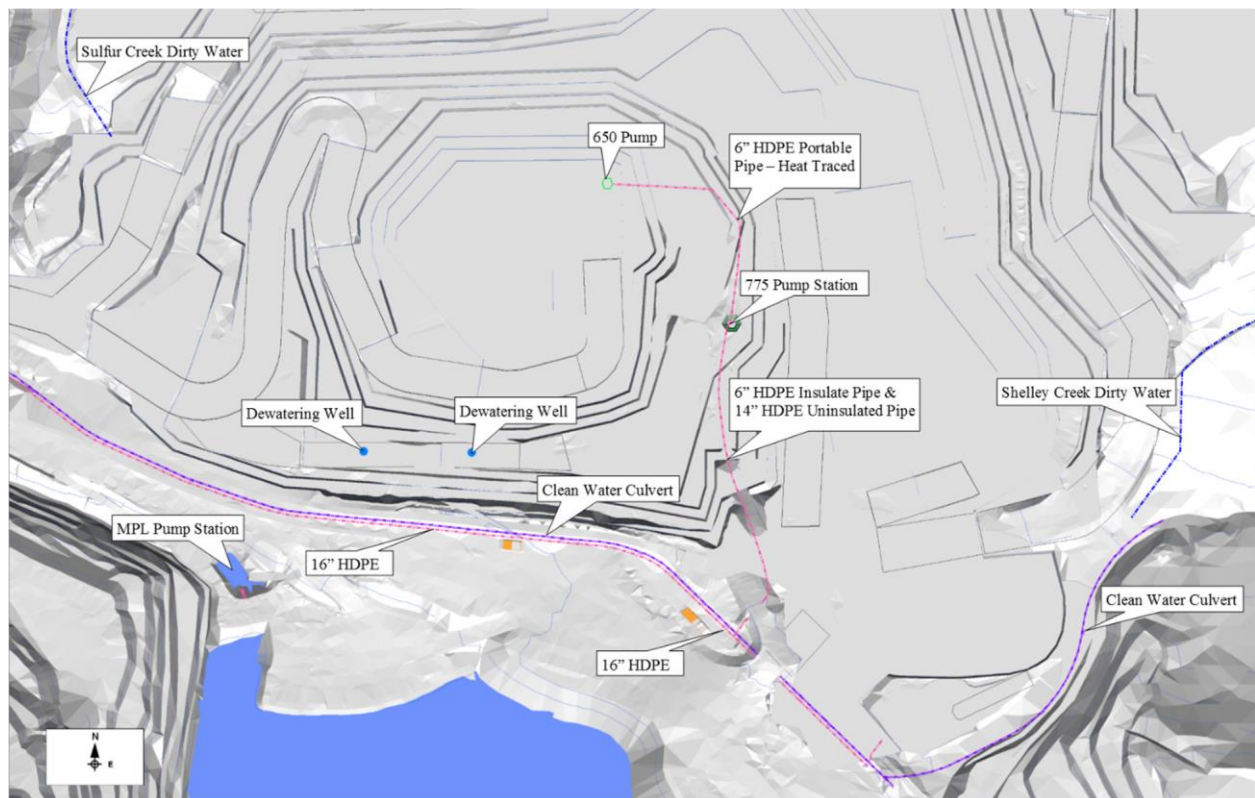 Sulfur Creek Dirty Water
650 Pump
6” HDPE Portable
Pipe – Heat Traced
775 Pump Station
6” HDPE Insulate Pipe &
14” HDPE Uninsulated Pipe
Shelley Creek Dirty Water
Dewatering Well
Dewatering Well
Clean Water Culvert
MPL Pump Station
16” HDPE
Clean Water Culvert
16” HDPE
N
E